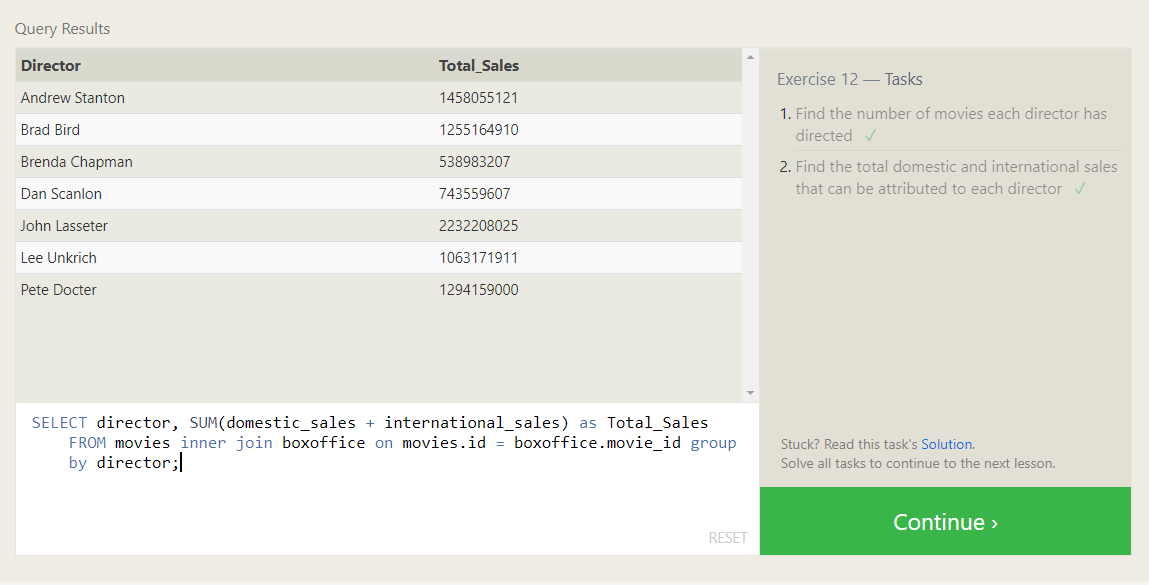 Query Results
Director Total_Sales
Andrew Stanton 1458055121
Brad Bird 1255164910
Brenda Chapman 538983207
Dan Scanlon 743559607
John Lasseter 2232208025
Lee Unkrich 1063171911
Pete Docter 1294159000
SELECT director, SUM(domestic_sales + international_sales) as Total_Sales
FROM movies inner join boxoffice on movies.id = boxoffice.movie_id group
by director;
RESET
Exercise 12 — Tasks
1. Find the number of movies each director has
directed ✓
2. Find the total domestic and international sales
that can be attributed to each director ✓
Stuck? Read this task's Solution.
Solve all tasks to continue to the next lesson.
Continue ›